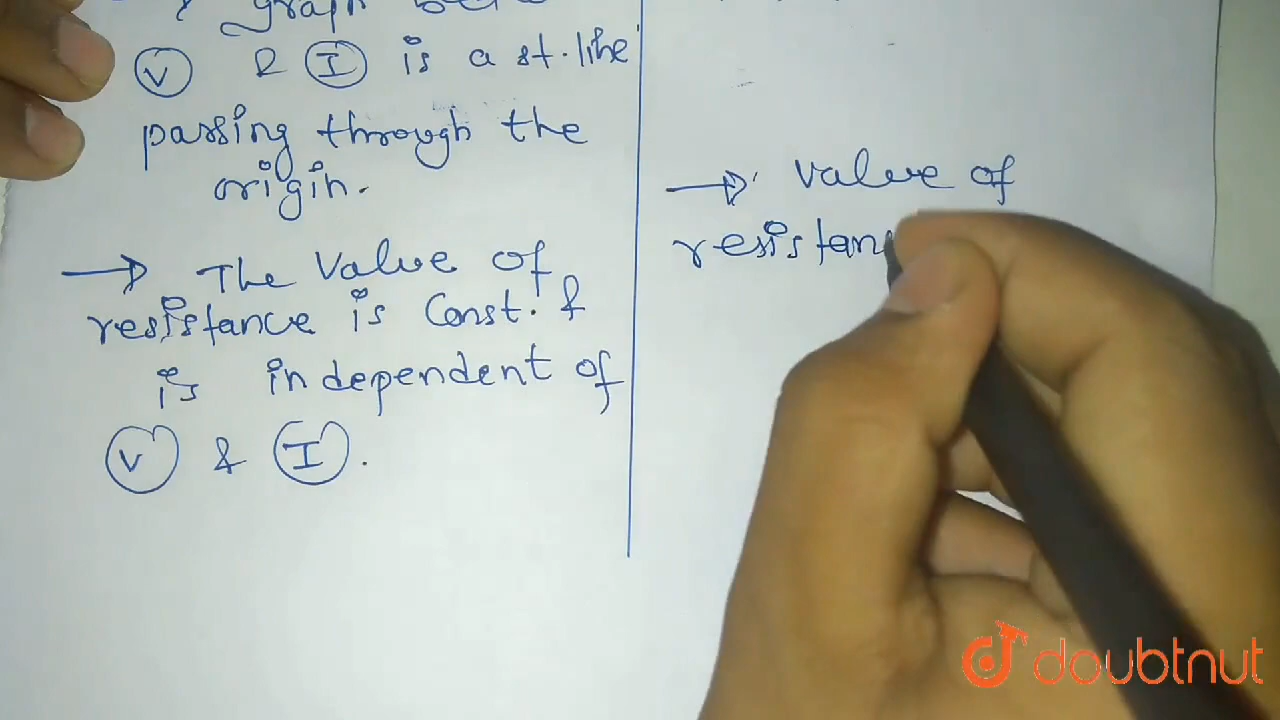 graph
V & I is a st. line
passing through the
origin.
→ The Value of
resistance is Const. &
is independent of
V & I.
→ Value of
resistan
doubtnut